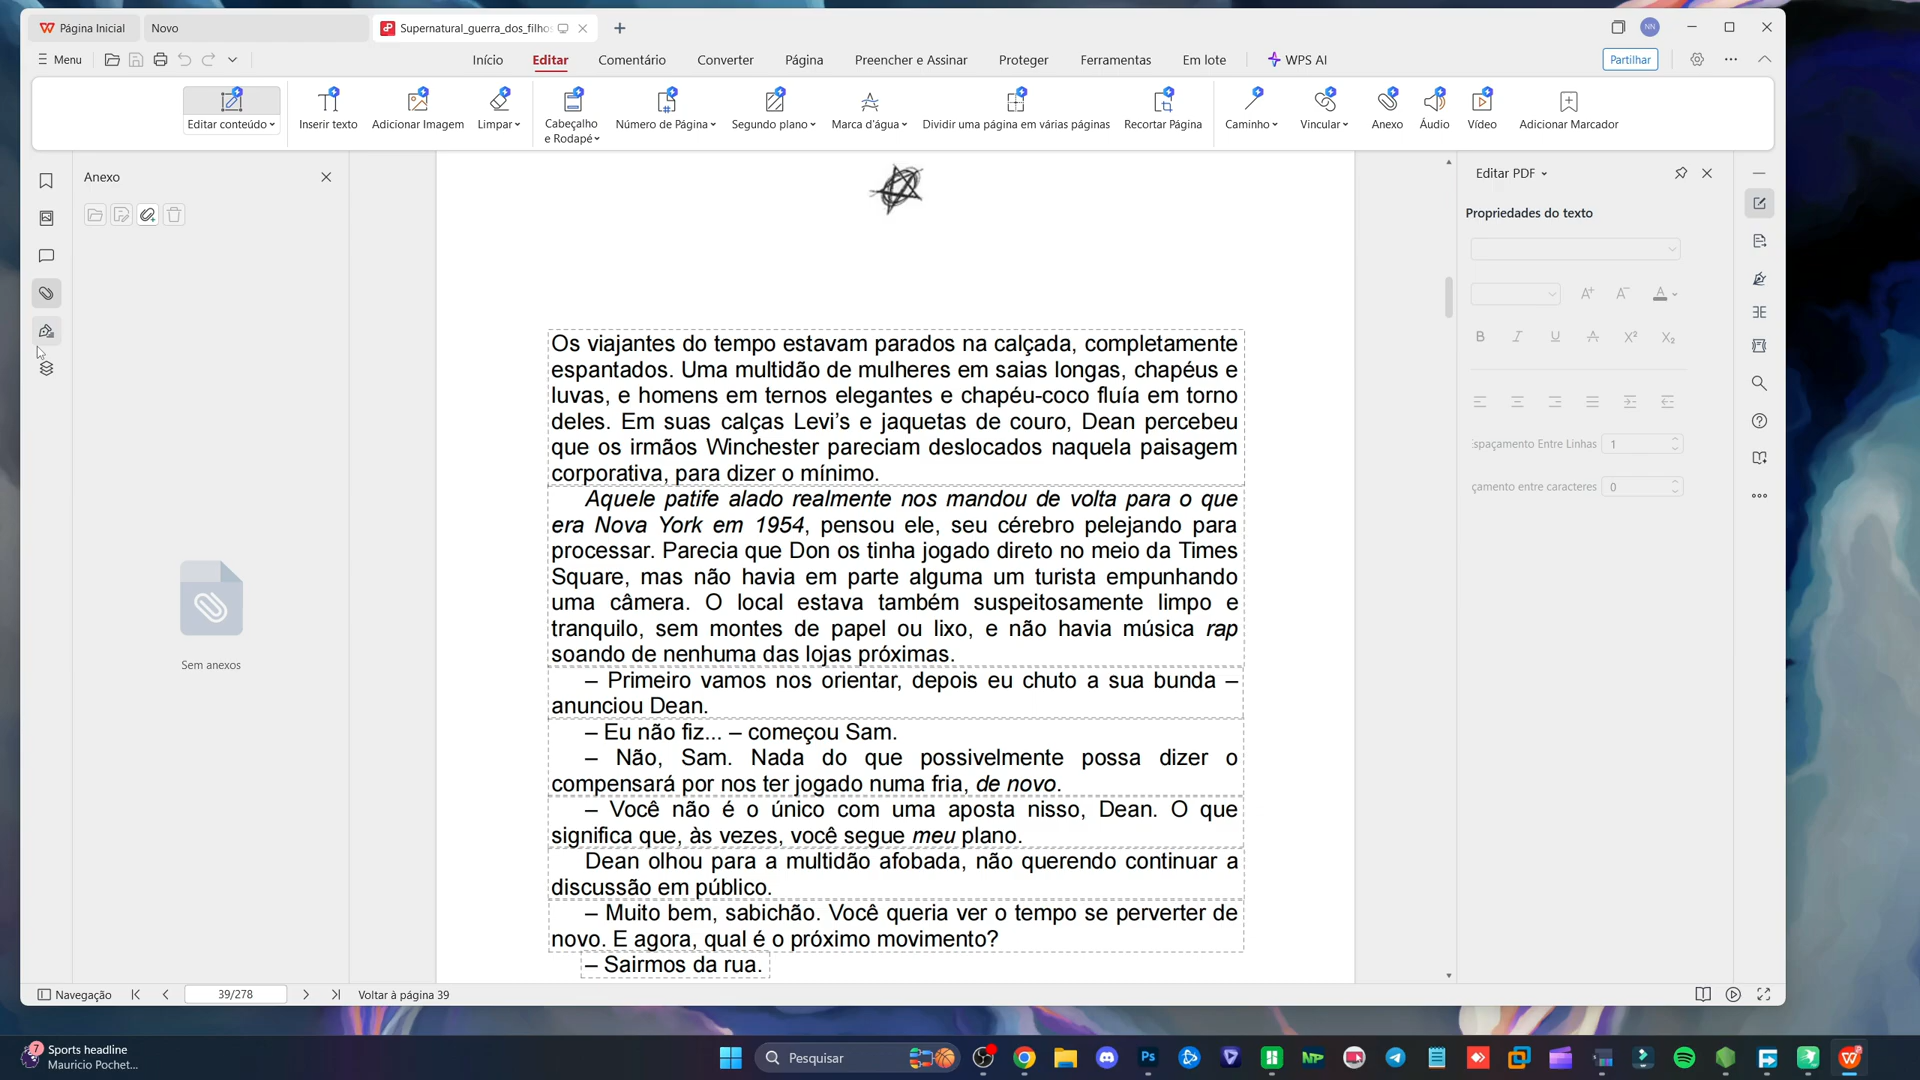 Página Inicial
Novo
Supernatural_guerra_dos_filhos
NN
Menu
Início
Editar
Comentário
Converter
Página
Preencher e Assinar
Proteger
Ferramentas
Em lote
WPS AI
Partilhar
Editar conteúdo
Inserir texto
Adicionar Imagem
Limpar
Cabeçalho
e Rodapé
Número de Página
Segundo plano
Marca d'água
Dividir uma página em várias páginas
Recortar Página
Caminho
Vincular
Anexo
Áudio
Vídeo
Adicionar Marcador
Anexo
Sem anexos
Os viajantes do tempo estavam parados na calçada, completamente
espantados. Uma multidão de mulheres em saias longas, chapéus e
luvas, e homens em ternos elegantes e chapéu-coco fluía em torno
deles. Em suas calças Levi’s e jaquetas de couro, Dean percebeu
que os irmãos Winchester pareciam deslocados naquela paisagem
corporativa, para dizer o mínimo.
Aquele patife alado realmente nos mandou de volta para o que
era Nova York em 1954, pensou ele, seu cérebro pelejando para
processar. Parecia que Don os tinha jogado direto no meio da Times
Square, mas não havia em parte alguma um turista empunhando
uma câmera. O local estava também suspeitosamente limpo e
tranquilo, sem montes de papel ou lixo, e não havia música rap
soando de nenhuma das lojas próximas.
– Primeiro vamos nos orientar, depois eu chuto a sua bunda –
anunciou Dean.
– Eu não fiz... – começou Sam.
– Não, Sam. Nada do que possivelmente possa dizer o
compensará por nos ter jogado numa fria, de novo.
– Você não é o único com uma aposta nisso, Dean. O que
significa que, às vezes, você segue meu plano.
Dean olhou para a multidão afobada, não querendo continuar a
discussão em público.
– Muito bem, sabichão. Você queria ver o tempo se perverter de
novo. E agora, qual é o próximo movimento?
– Sairmos da rua.
Editar PDF
Propriedades do texto
A+
A-
A
B
I
U
A
X²
X₂
Espaçamento Entre Linhas
1
çamento entre caracteres
0
Navegação
39/278
Voltar à página 39
7
Sports headline
Mauricio Pochet...
Pesquisar
Ps
NP